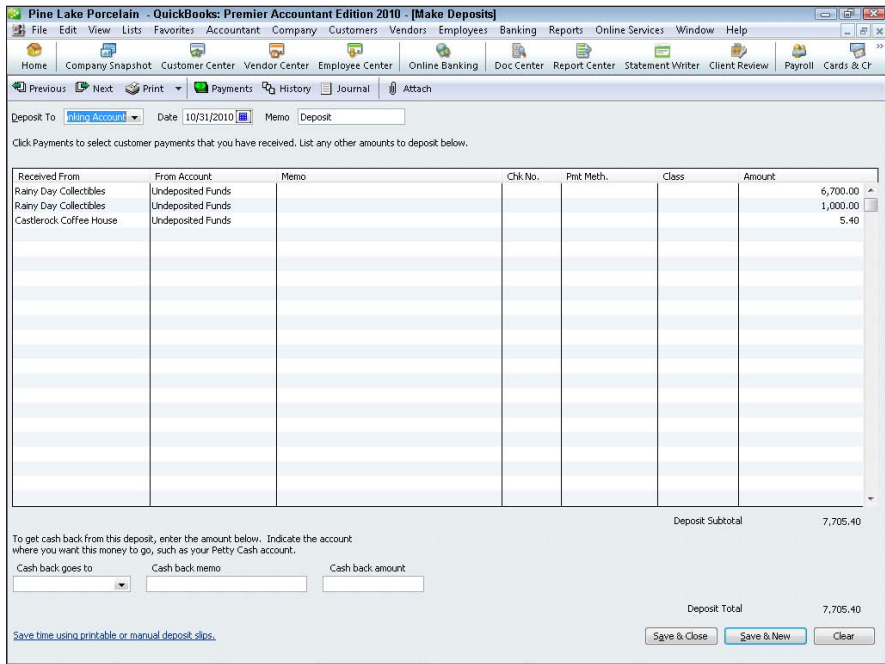 Pine Lake Porcelain - QuickBooks: Premier Accountant Edition 2010 - [Make Deposits]
File Edit View Lists Favorites Accountant Company Customers Vendors Employees Banking Reports Online Services Window Help
Home Company Snapshot Customer Center Vendor Center Employee Center Online Banking Doc Center Report Center Statement Writer Client Review Payroll Cards & Ch
Previous Next Print Payments History Journal Attach
Deposit To nking Account Date 10/31/2010 Memo Deposit
Click Payments to select customer payments that you have received. List any other amounts to deposit below.
Received From From Account Memo Chk No. Pmt Meth. Class Amount
Rainy Day Collectibles Undeposited Funds 6,700.00
Rainy Day Collectibles Undeposited Funds 1,000.00
Castlerock Coffee House Undeposited Funds 5.40
Deposit Subtotal 7,705.40
To get cash back from this deposit, enter the amount below. Indicate the account
where you want this money to go, such as your Petty Cash account.
Cash back goes to Cash back memo Cash back amount
Deposit Total 7,705.40
Save time using printable or manual deposit slips. Save & Close Save & New Clear